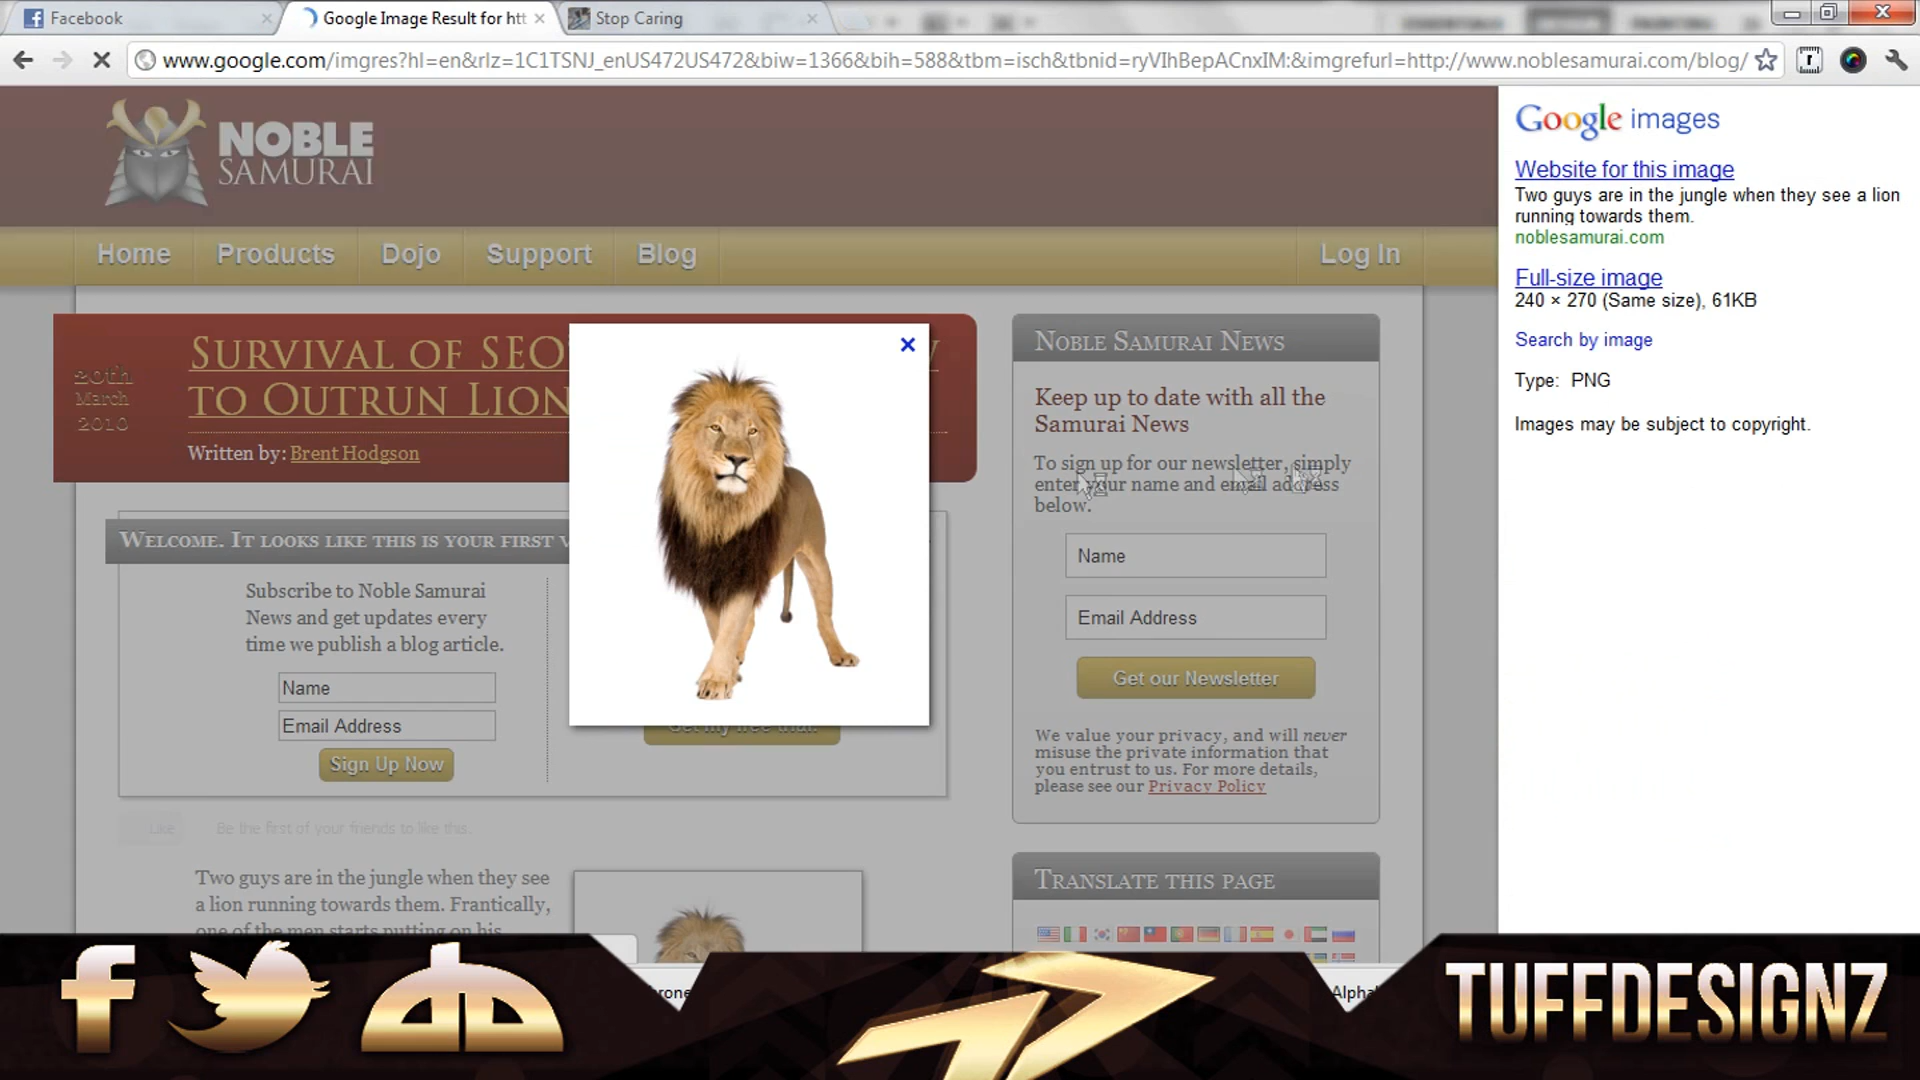 Facebook
Google Image Result for htt
Stop Caring
www.google.com/imgres?hl=en&rlz=1C1TSNJ_enUS472US472&biw=1366&bih=588&tbm=isch&tbnid=ryVIhBepACnxIM:&imgrefurl=http://www.noblesamurai.com/blog/
NOBLE
SAMURAI
Home
Products
Dojo
Support
Blog
Log In
20th
March
2010
SURVIVAL OF SEO
TO OUTRUN LION
Written by: Brent Hodgson
WELCOME. IT LOOKS LIKE THIS IS YOUR FIRST V
Subscribe to Noble Samurai
News and get updates every
time we publish a blog article.
Name
Email Address
Sign Up Now
Get my free trial
Like
Be the first of your friends to like this.
Two guys are in the jungle when they see
a lion running towards them. Frantically,
one of the men starts putting on his
NOBLE SAMURAI NEWS
Keep up to date with all the
Samurai News
To sign up for our newsletter, simply
enter your name and email address
below.
Name
Email Address
Get our Newsletter
We value your privacy, and will never
misuse the private information that
you entrust to us. For more details,
please see our Privacy Policy
TRANSLATE THIS PAGE
Google images
Website for this image
Two guys are in the jungle when they see a lion
running towards them.
noblesamurai.com
Full-size image
240 × 270 (Same size), 61KB
Search by image
Type: PNG
Images may be subject to copyright.
TUFFDESIGNZ